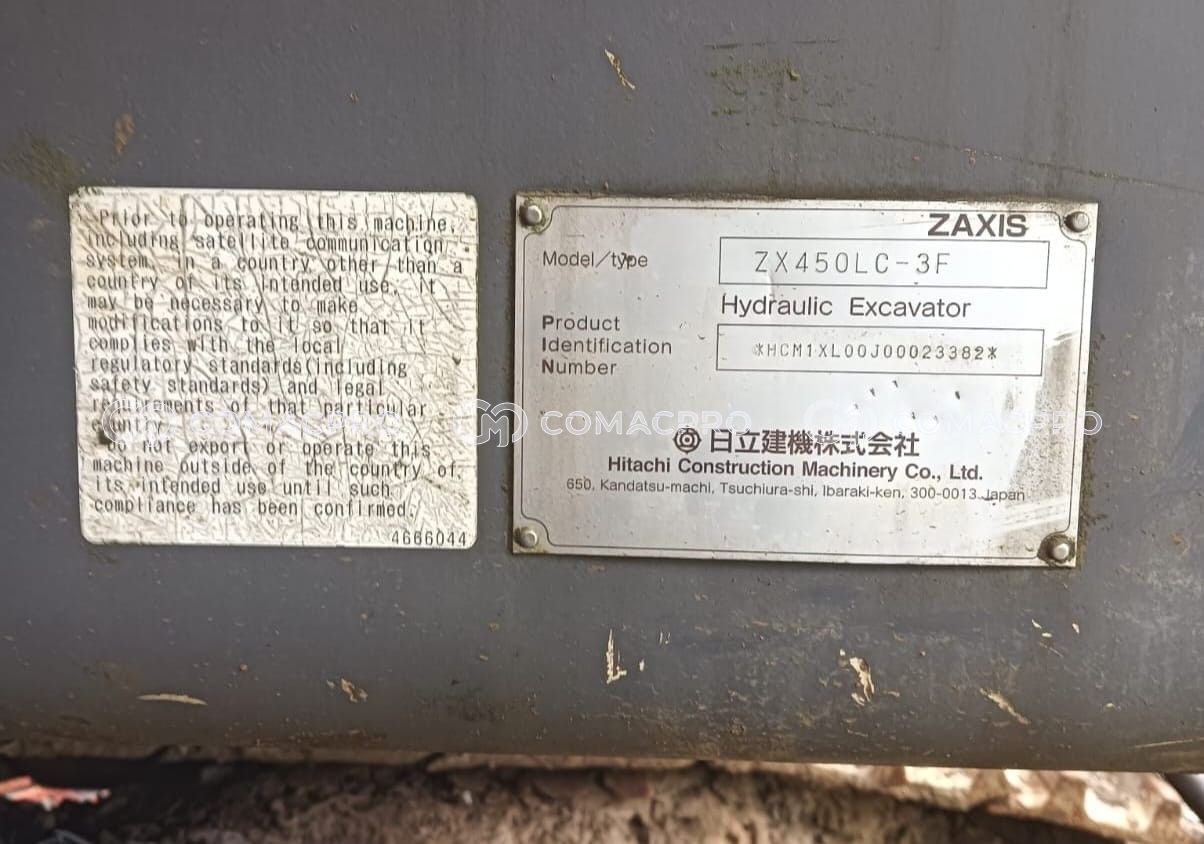 Prior to operating this machine,
including satellite communication
system, in a country other than a
country of its intended use, it
may be necessary to make
modifications to it so that it
complies with the local
regulatory standards(including
safety standards) and legal
requirements of that particular
country.
Do not export or operate this
machine outside of the country of
its intended use until such
compliance has been confirmed.
4666044
ZAXIS
Model/type
ZX450LC-3F
Hydraulic Excavator
Product
Identification
Number
*HCM1XL00J00023382*
日立建機株式会社
Hitachi Construction Machinery Co., Ltd.
650, Kandatsu-machi, Tsuchiura-shi, Ibaraki-ken, 300-0013 Japan
COMACPRO COMACPRO COMACPRO